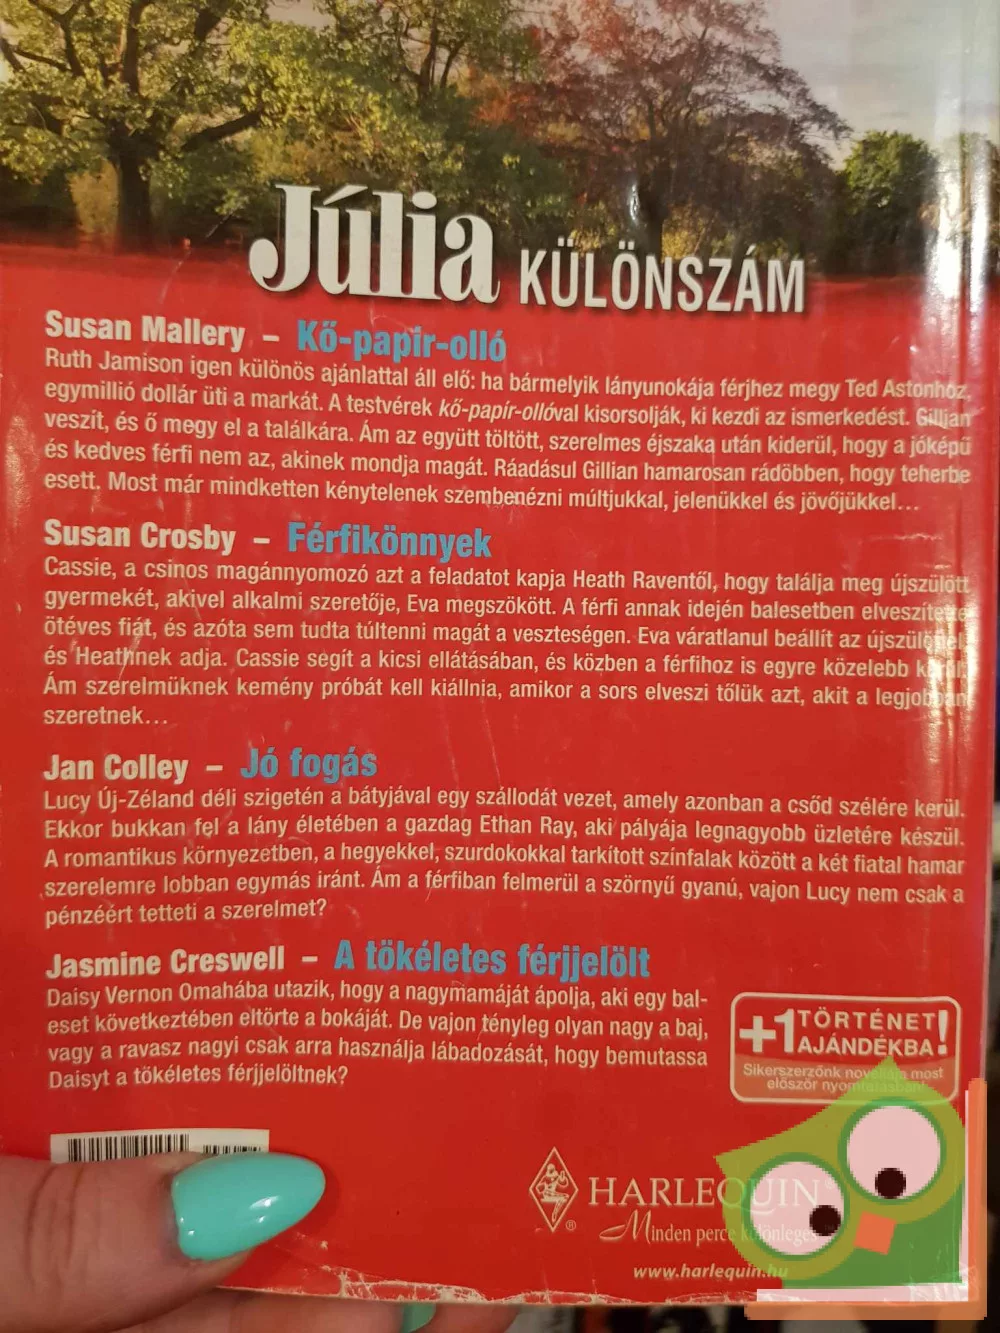 Júlia KÜLÖNSZÁM
Susan Mallery – Kő-papír-olló
Ruth Jamison igen különös ajánlattal áll elő: ha bármelyik lányunokája férjhez megy Ted Astonhoz,
egymillió dollár üti a markát. A testvérek kő-papír-ollóval kisorsolják, ki kezdi az ismerkedést. Gillian
veszít, és ő megy el a találkára. Ám az együtt töltött, szerelmes éjszaka után kiderül, hogy a jóképű
és kedves férfi nem az, akinek mondja magát. Ráadásul Gillian hamarosan rádöbben, hogy teherbe
esett. Most már mindketten kénytelenek szembenézni múltjukkal, jelenükkel és jövőjükkel…
Susan Crosby – Férfikönnyek
Cassie, a csinos magánnyomozó azt a feladatot kapja Heath Raventől, hogy találja meg újszülött
gyermekét, akivel alkalmi szeretője, Eva megszökött. A férfi annak idején balesetben elveszítette
ötéves fiát, és azóta sem tudta túltenni magát a veszteségen. Eva váratlanul beállít az újszülöttel,
és Heathnek adja. Cassie segít a kicsi ellátásában, és közben a férfihoz is egyre közelebb kerül.
Ám szerelmüknek kemény próbát kell kiállnia, amikor a sors elveszi tőlük azt, akit a legjobban
szeretnek…
Jan Colley – Jó fogás
Lucy Új-Zéland déli szigetén a bátyjával egy szállodát vezet, amely azonban a csőd szélére kerül.
Ekkor bukkan fel a lány életében a gazdag Ethan Ray, aki pályája legnagyobb üzletére készül.
A romantikus környezetben, a hegyekkel, szurdokokkal tarkított színfalak között a két fiatal hamar
szerelemre lobban egymás iránt. Ám a férfiban felmerül a szörnyű gyanú, vajon Lucy nem csak a
pénzéért tetteti a szerelmet?
Jasmine Creswell – A tökéletes férjjelölt
Daisy Vernon Omahába utazik, hogy a nagymamáját ápolja, aki egy bal-
eset következtében eltörte a bokáját. De vajon tényleg olyan nagy a baj,
vagy a ravasz nagyi csak arra használja lábadozását, hogy bemutassa
Daisyt a tökéletes férjjelöltnek?
+1 TÖRTÉNET
AJÁNDÉKBA!
Sikerszerzőnk novellája most
először nyomtatásban!
HARLEQUIN
® Minden perce különleges
www.harlequin.hu